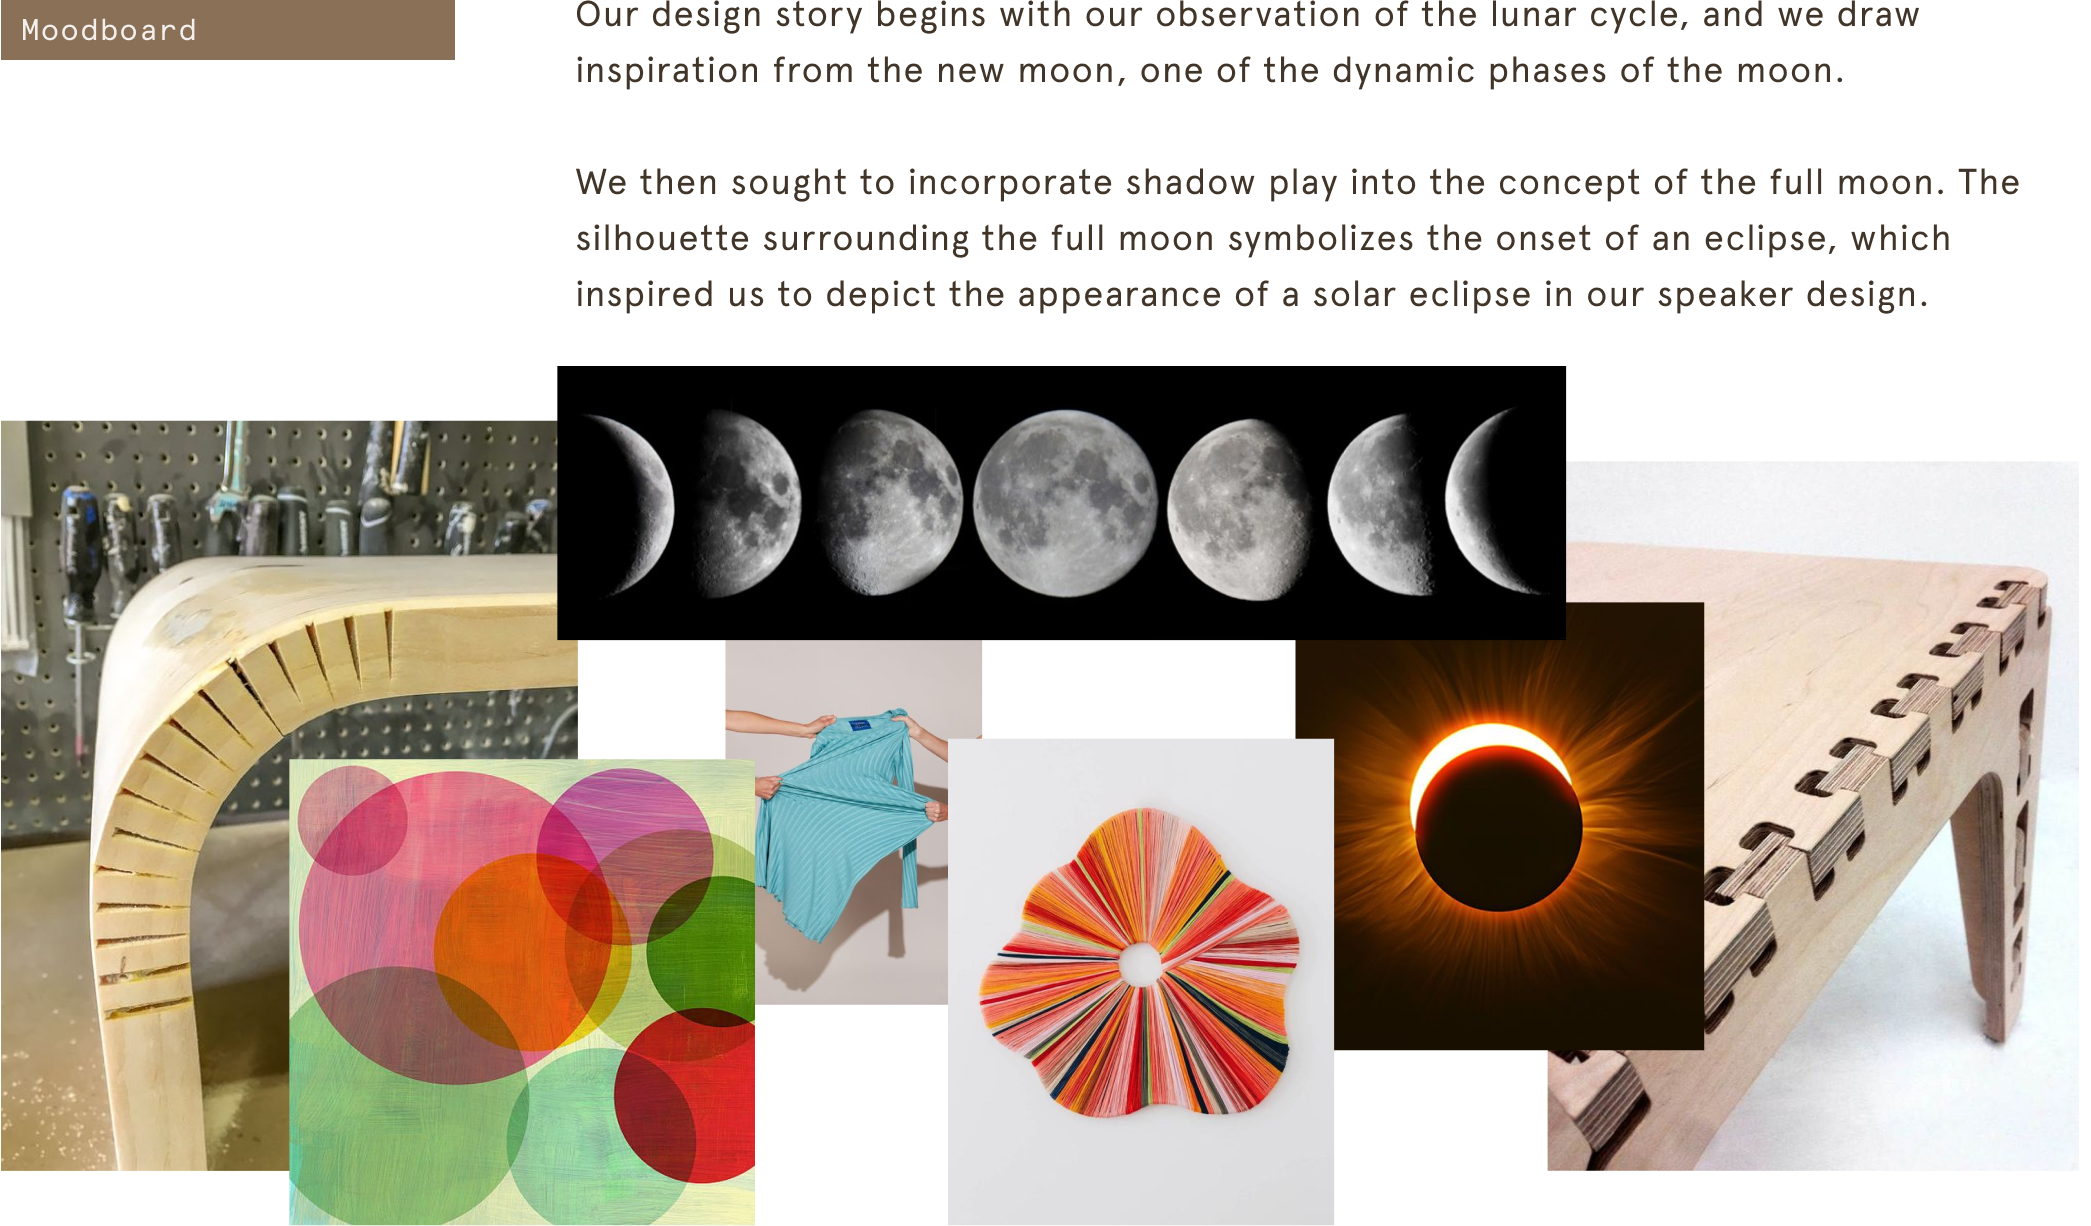 Moodboard
Our design story begins with our observation of the lunar cycle, and we draw
inspiration from the new moon, one of the dynamic phases of the moon.
We then sought to incorporate shadow play into the concept of the full moon. The
silhouette surrounding the full moon symbolizes the onset of an eclipse, which
inspired us to depict the appearance of a solar eclipse in our speaker design.